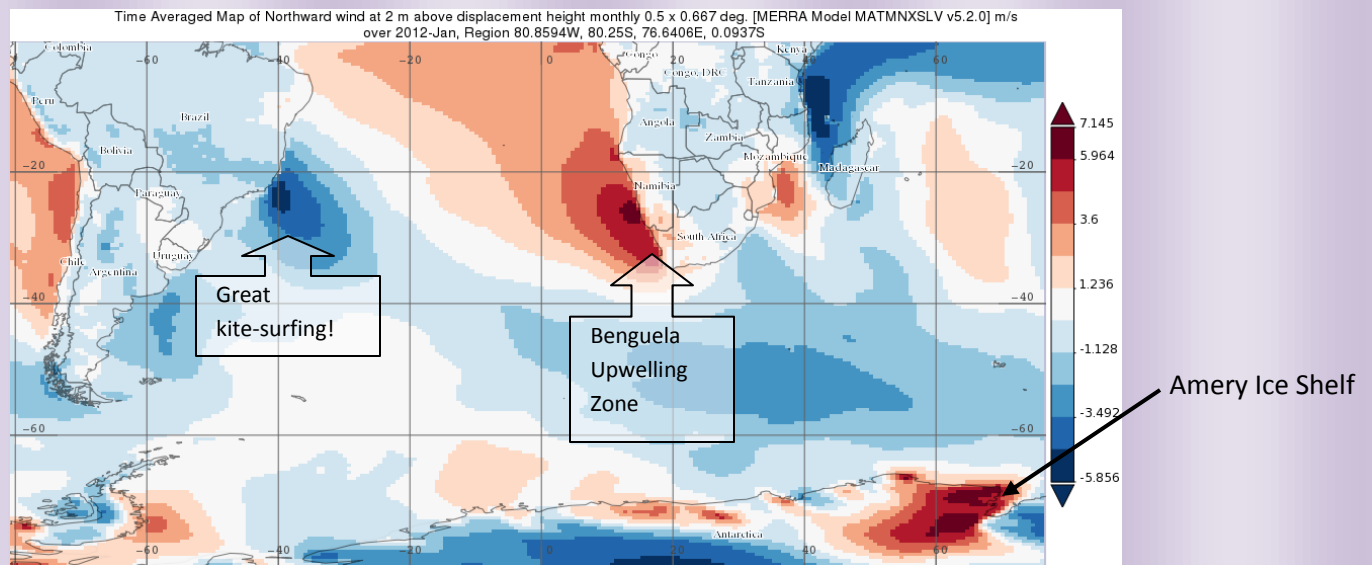 Time Averaged Map of Northward wind at 2 m above displacement height monthly 0.5 x 0.667 deg. [MERRA Model MATMNXSLV v5.2.0] m/s
over 2012-Jan, Region 80.8594W, 80.25S, 76.6406E, 0.0937S
-60
-40
-20
0
20
40
60
Colombia
Congo
Congo, DRC
Kenya
Tanzania
Peru
Brazil
Angola
Zambia
Bolivia
Mozambique
Madagascar
-20
-20
Paraguay
Namibia
South Africa
Chile
Uruguay
Argentina
-40
-40
-60
-60
Antarctica
-60
-40
-20
0
20
40
60
Great
kite-surfing!
Benguela
Upwelling
Zone
7.145
5.964
3.6
1.236
-1.128
-3.492
-5.856
Amery Ice Shelf